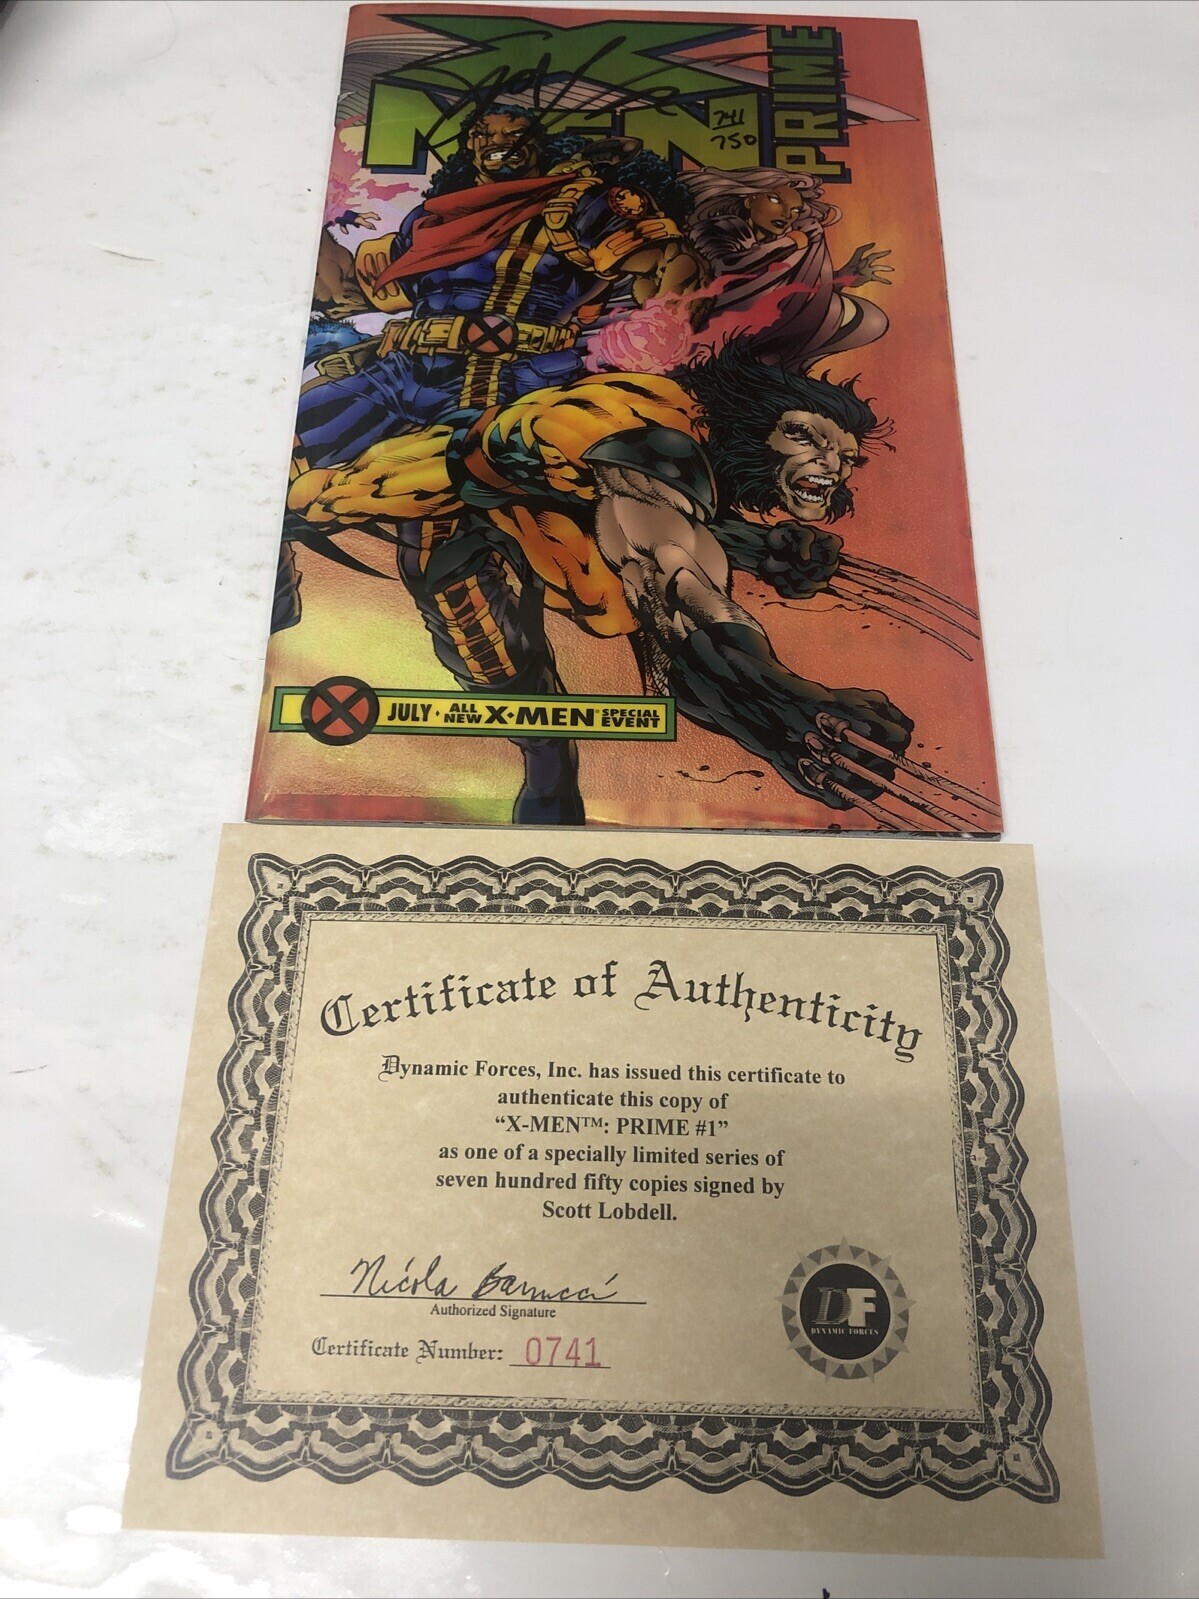 X
MEN
PRIME
741
750
JULY • ALL NEW X•MEN® SPECIAL EVENT
Certificate of Authenticity
Dynamic Forces, Inc. has issued this certificate to
authenticate this copy of
“X-MEN™: PRIME #1”
as one of a specially limited series of
seven hundred fifty copies signed by
Scott Lobdell.
Nicola Barrucci
Authorized Signature
Certificate Number: 0741
DF
DYNAMIC FORCES